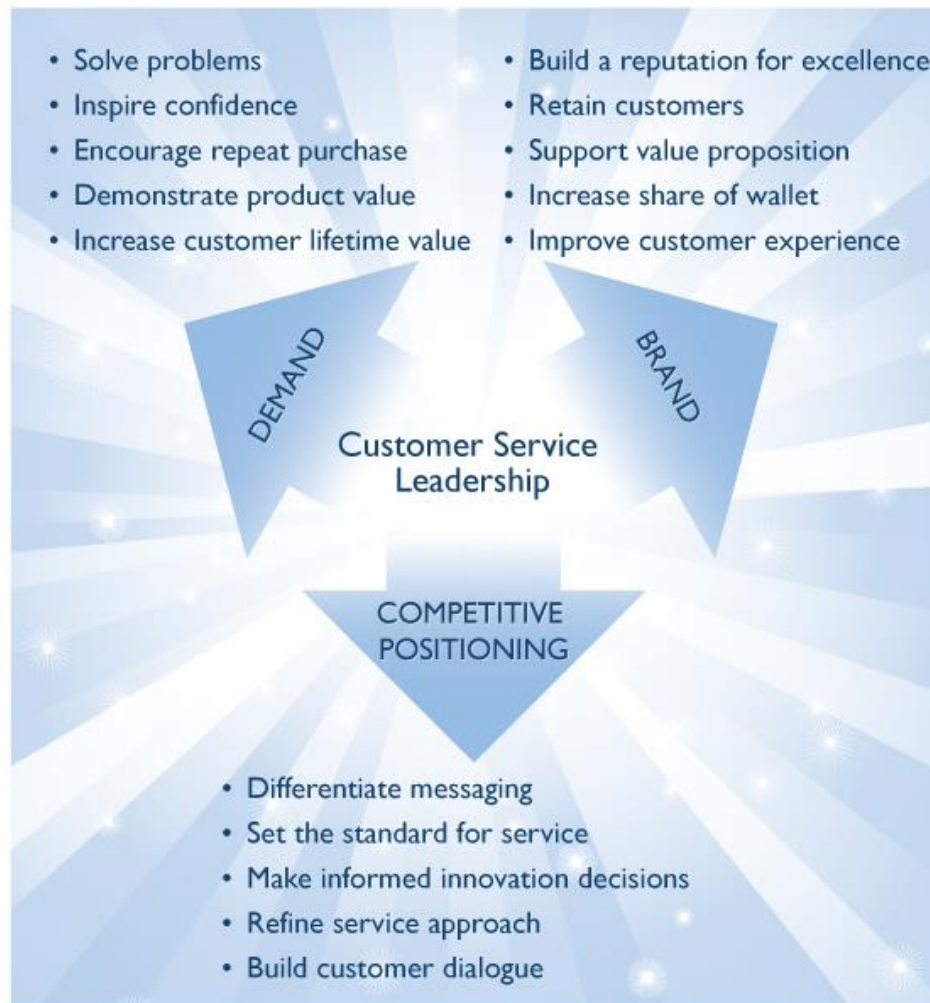 • Solve problems
• Inspire confidence
• Encourage repeat purchase
• Demonstrate product value
• Increase customer lifetime value
• Build a reputation for excellence
• Retain customers
• Support value proposition
• Increase share of wallet
• Improve customer experience
DEMAND
BRAND
Customer Service
Leadership
COMPETITIVE
POSITIONING
• Differentiate messaging
• Set the standard for service
• Make informed innovation decisions
• Refine service approach
• Build customer dialogue